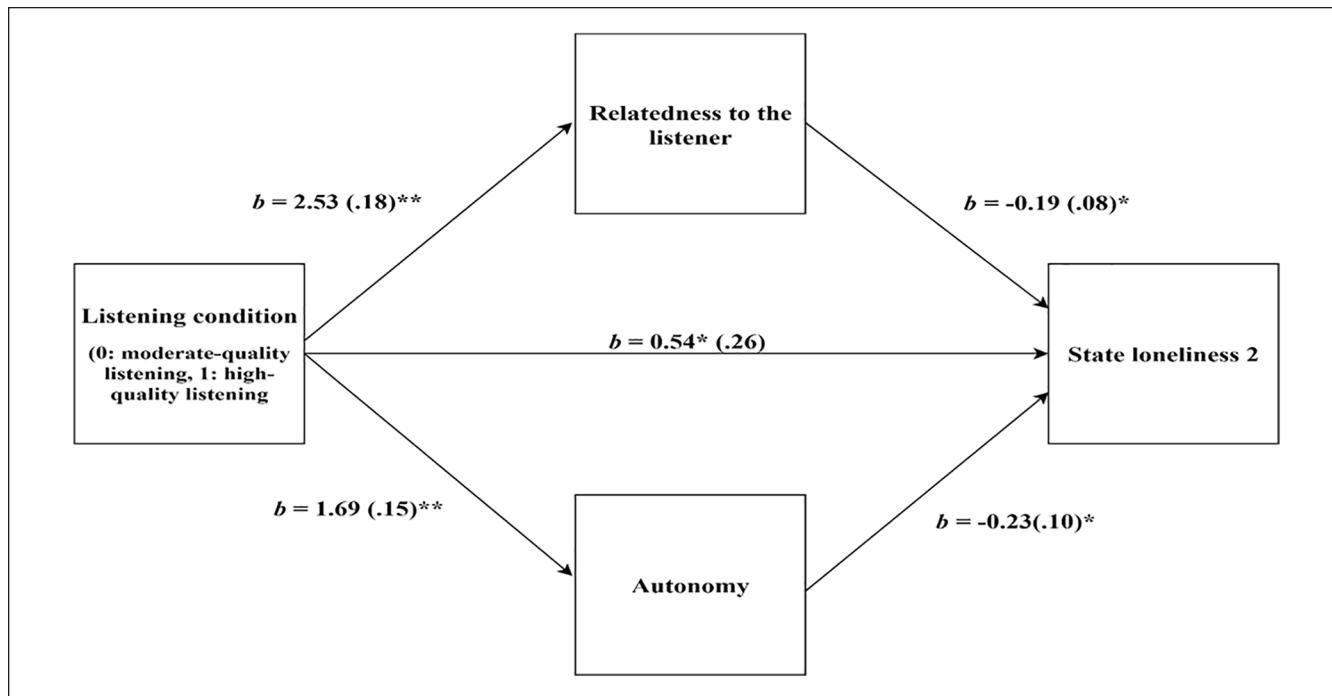 Relatedness to the
listener
b = 2.53 (.18)**
b = -0.19 (.08)*
Listening condition
(0: moderate-quality
listening, 1: high-
quality listening
b = 0.54* (.26)
State loneliness 2
b = 1.69 (.15)**
b = -0.23(.10)*
Autonomy